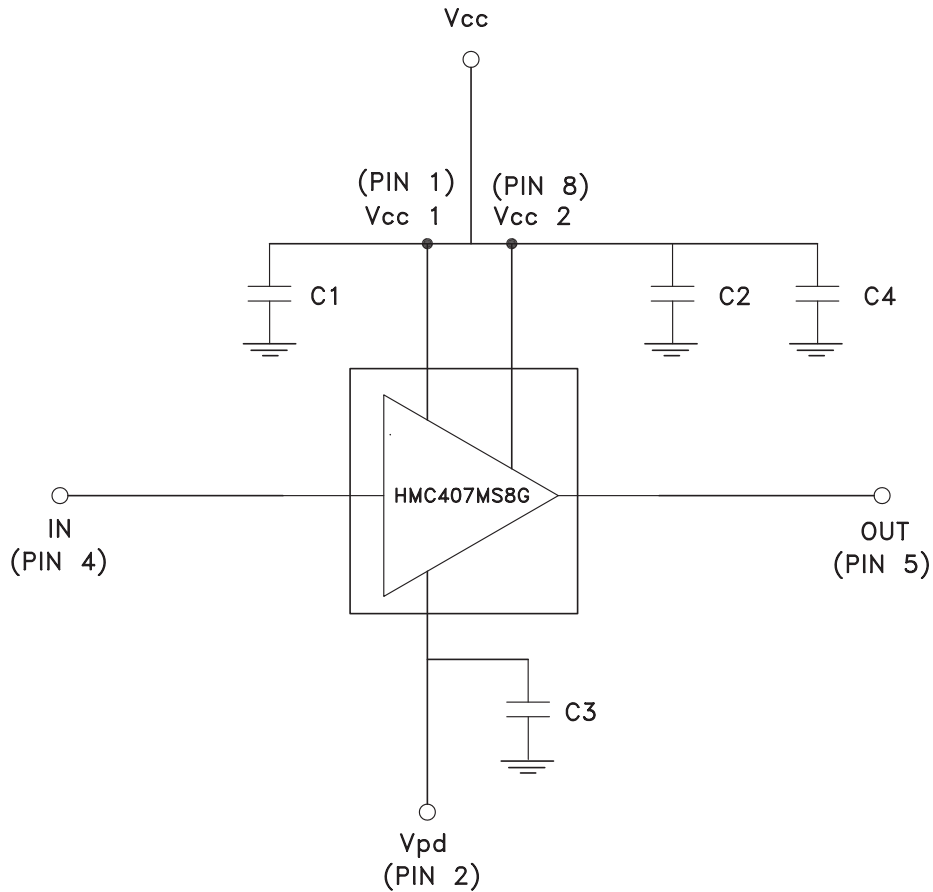 Vcc
(PIN 1)
Vcc 1
(PIN 8)
Vcc 2
C1
C2
C4
HMC407MS8G
IN
(PIN 4)
OUT
(PIN 5)
C3
Vpd
(PIN 2)